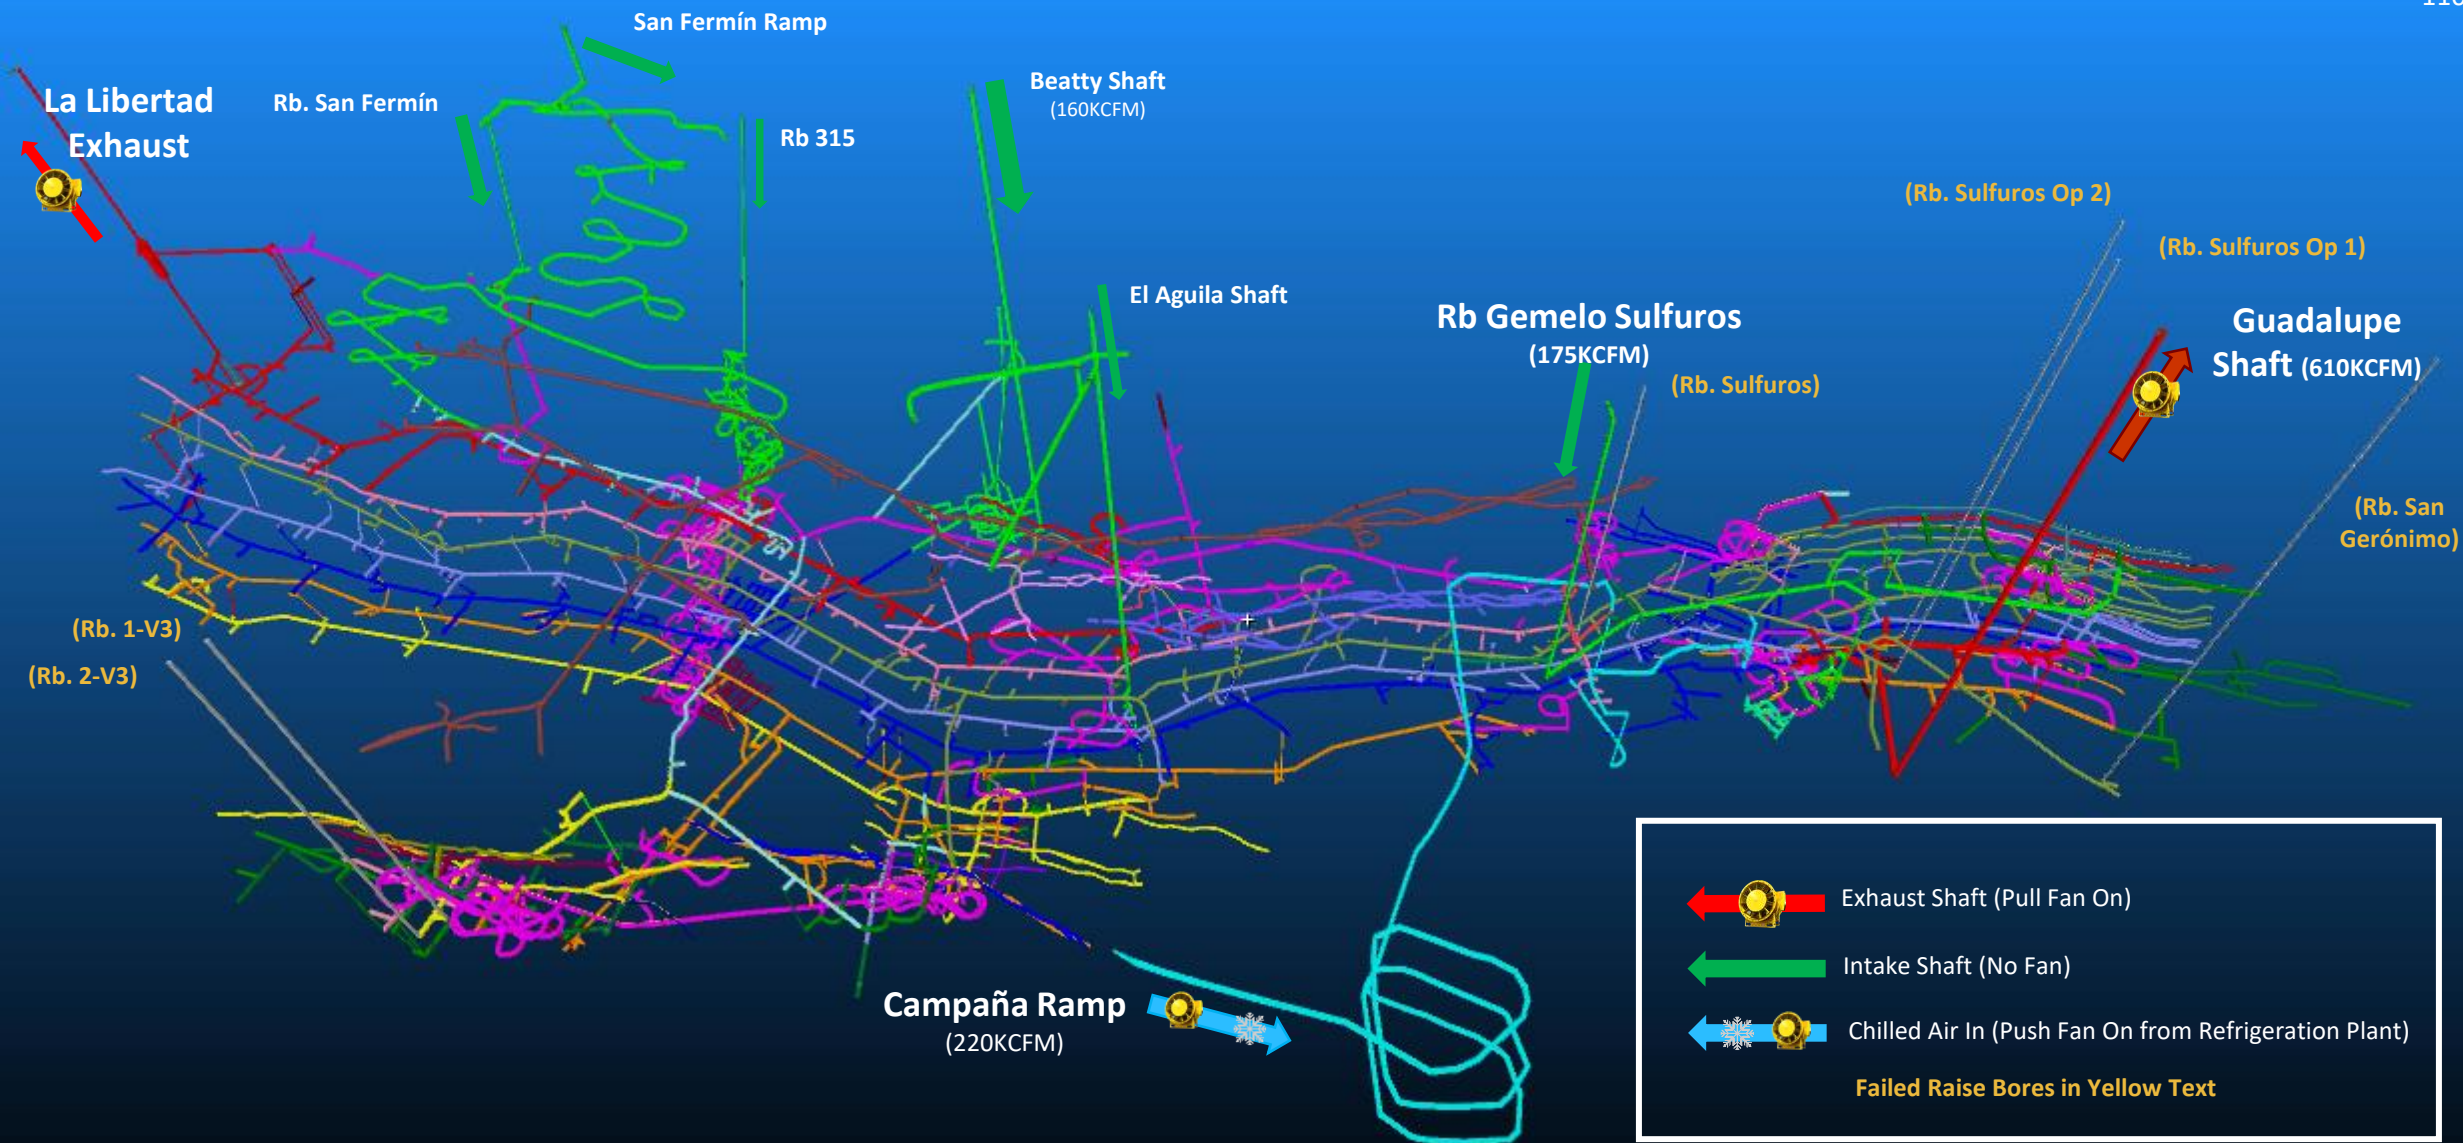 San Fermín Ramp
La Libertad
Exhaust
Rb. San Fermín
Beatty Shaft
(160KCFM)
Rb 315
(Rb. Sulfuros Op 2)
(Rb. Sulfuros Op 1)
El Aguila Shaft
Rb Gemelo Sulfuros
(175KCFM)
(Rb. Sulfuros)
Guadalupe
Shaft (610KCFM)
(Rb. San
Gerónimo)
(Rb. 1-V3)
(Rb. 2-V3)
Campaña Ramp
(220KCFM)
Exhaust Shaft (Pull Fan On)
Intake Shaft (No Fan)
Chilled Air In (Push Fan On from Refrigeration Plant)
Failed Raise Bores in Yellow Text